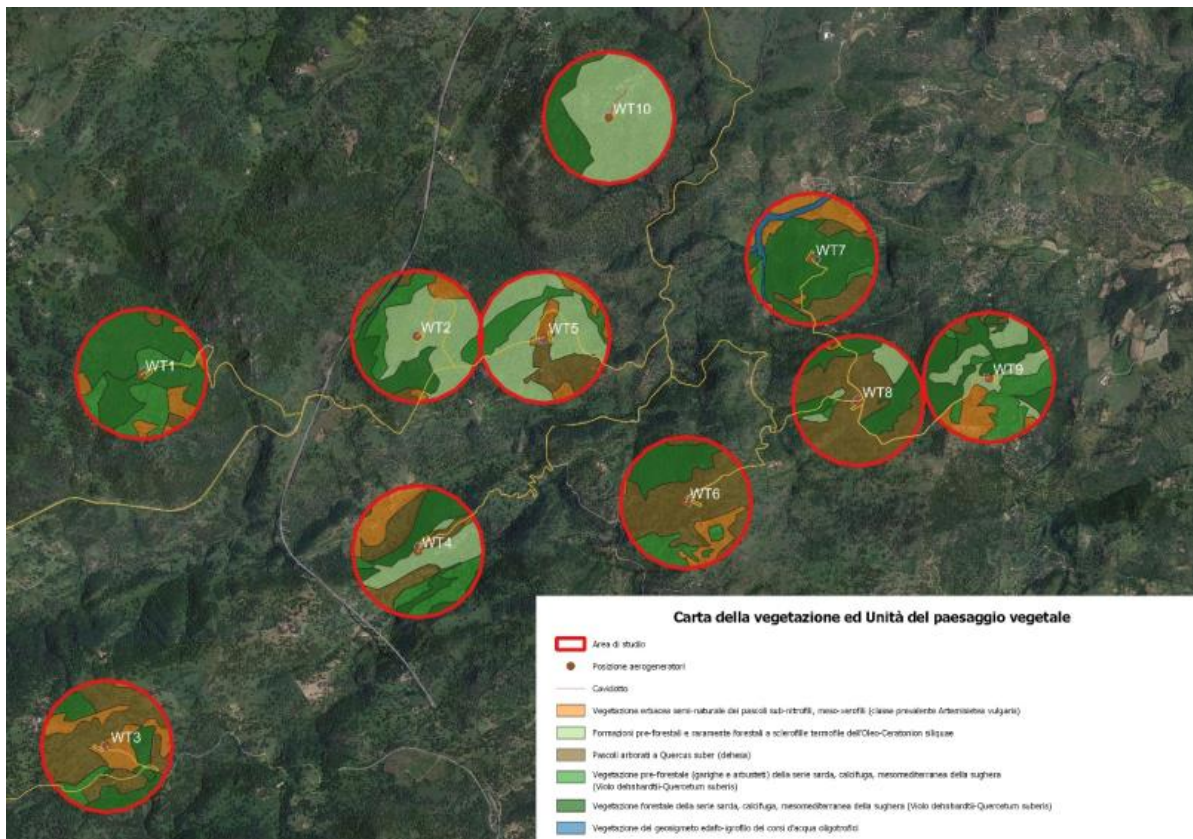 WT10
WT7
WT2
WT5
WT1
WT9
WT8
WT6
WT4
WT3
Carta della vegetazione ed Unità del paesaggio vegetale
Area di studio
Posizione aerogeneratori
Cavidotto
Vegetazione erbacea semi-naturale dei pascoli sub-nitrofili, meso-xerofili (classe prevalente Artemisietea vulgaris)
Formazioni pre-forestali e raramente forestali a sclerofille termofile dell'Oleo-Ceratonion siliquae
Pascoli arborati a Quercus suber (dehesa)
Vegetazione pre-forestale (garighe e arbusteti) della serie sarda, calcifuga, mesomediterranea della sughera
(Violo dehnhardtii-Quercetum suberis)
Vegetazione forestale della serie sarda, calcifuga, mesomediterranea della sughera (Violo dehnhardtii-Quercetum suberis)
Vegetazione del geosigmeto edafo-igrofilo dei corsi d'acqua oligotrofici